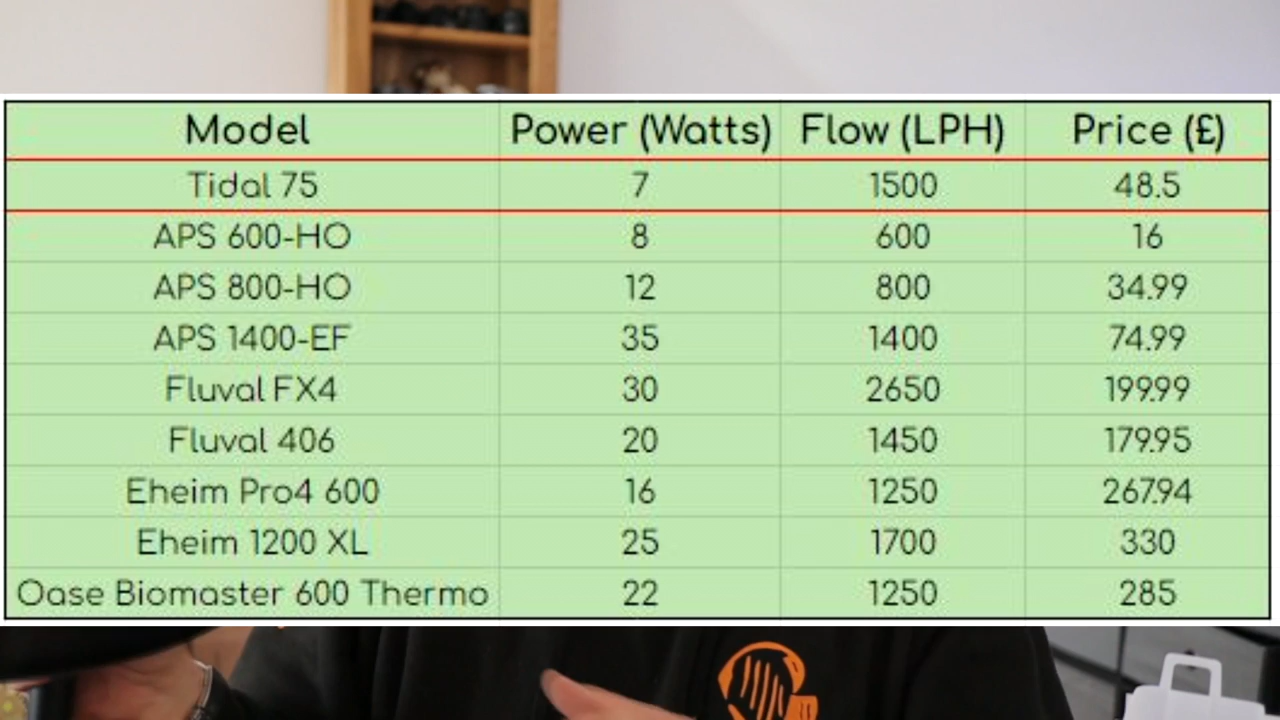 Model Power (Watts) Flow (LPH) Price (£)
Tidal 75 7 1500 48.5
APS 600-HO 8 600 16
APS 800-HO 12 800 34.99
APS 1400-EF 35 1400 74.99
Fluval FX4 30 2650 199.99
Fluval 406 20 1450 179.95
Eheim Pro4 600 16 1250 267.94
Eheim 1200 XL 25 1700 330
Oase Biomaster 600 Thermo 22 1250 285